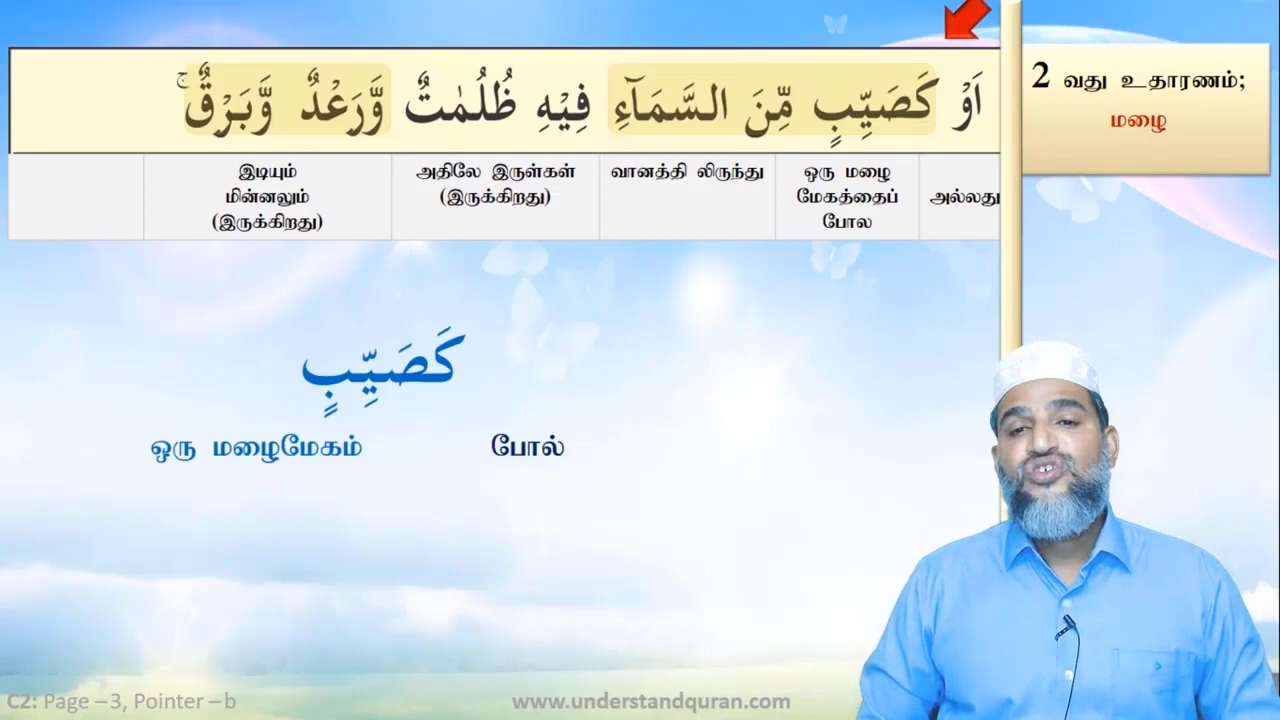 اَوْ كَصَيِّبٍ مِّنَ السَّمَآءِ فِيْهِ ظُلُمٰتٌ وَّرَعْدٌ وَّبَرْقٌ ۚ
2 வது உதாரணம்;
மழை
அல்லது
ஒரு மழை
மேகத்தைப்
போல
வானத்தி லிருந்து
அதிலே இருள்கள்
(இருக்கிறது)
இடியும்
மின்னலும்
(இருக்கிறது)
كَصَيِّبٍ
ஒரு மழைமேகம் போல்
C2: Page – 3, Pointer – b
www.understandquran.com